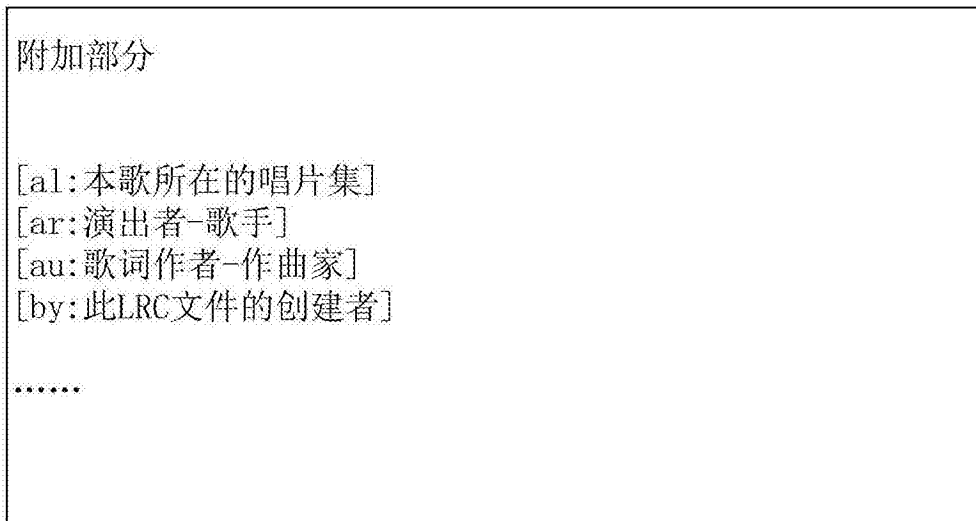 附加部分
[al:本歌所在的唱片集]
[ar:演出者-歌手]
[au:歌词作者-作曲家]
[by:此LRC文件的创建者]
……